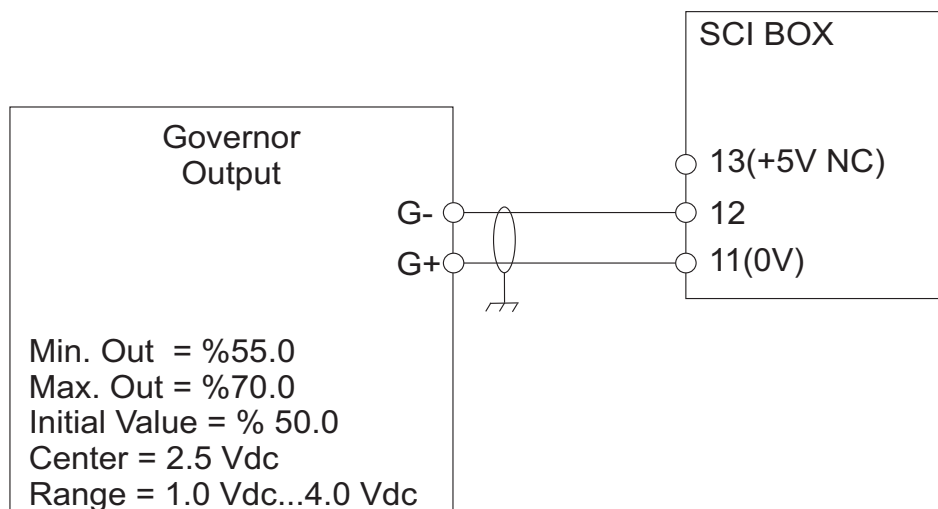 SCI BOX
Governor
Output
13(+5V NC)
G-
12
G+
11(0V)
Min. Out = %55.0
Max. Out = %70.0
Initial Value = % 50.0
Center = 2.5 Vdc
Range = 1.0 Vdc...4.0 Vdc